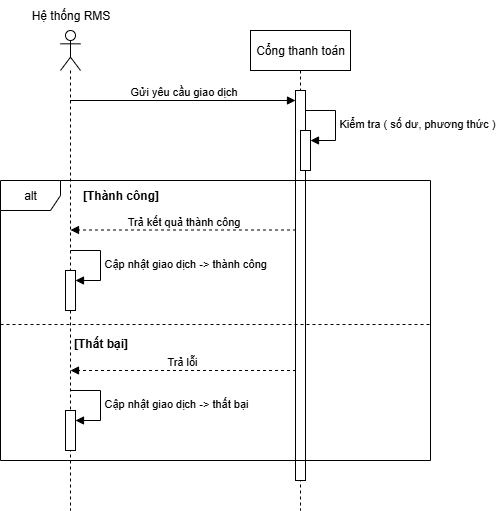 Hệ thống RMS
Cổng thanh toán
Gửi yêu cầu giao dịch
Kiểm tra ( số dư, phương thức )
alt
[Thành công]
Trả kết quả thành công
Cập nhật giao dịch -> thành công
[Thất bại]
Trả lỗi
Cập nhật giao dịch -> thất bại